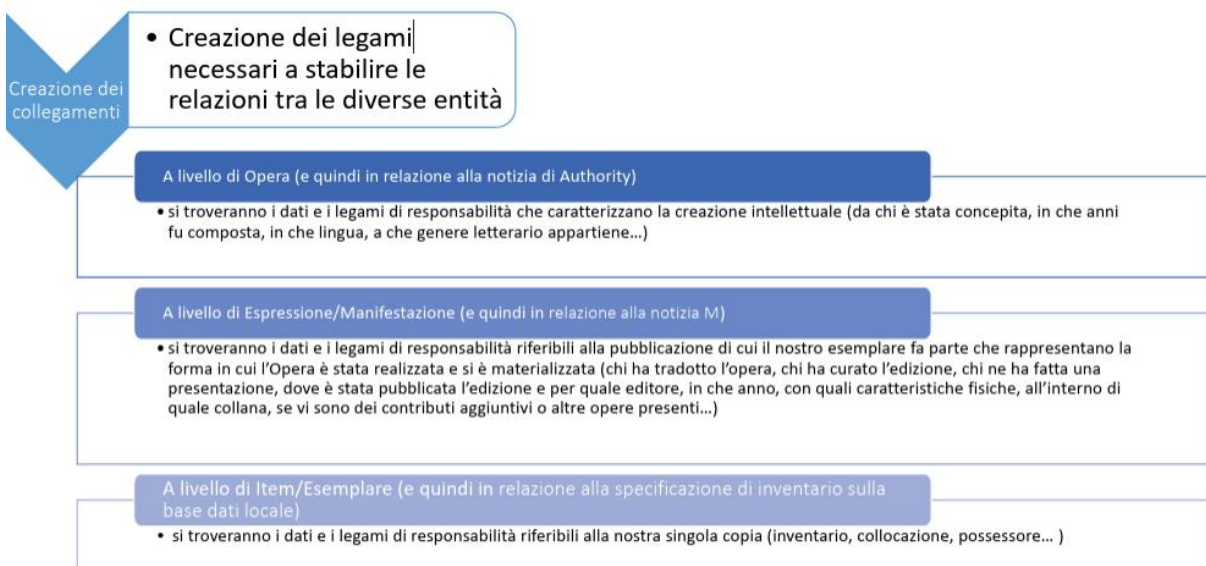 Creazione dei
collegamenti
• Creazione dei legami
necessari a stabilire le
relazioni tra le diverse entità
A livello di Opera (e quindi in relazione alla notizia di Authority)
• si troveranno i dati e i legami di responsabilità che caratterizzano la creazione intellettuale (da chi è stata concepita, in che anni
fu composta, in che lingua, a che genere letterario appartiene…)
A livello di Espressione/Manifestazione (e quindi in relazione alla notizia M)
• si troveranno i dati e i legami di responsabilità riferibili alla pubblicazione di cui il nostro esemplare fa parte che rappresentano la
forma in cui l’Opera è stata realizzata e si è materializzata (chi ha tradotto l’opera, chi ha curato l’edizione, chi ne ha fatta una
presentazione, dove è stata pubblicata l’edizione e per quale editore, in che anno, con quali caratteristiche fisiche, all’interno di
quale collana, se vi sono dei contributi aggiuntivi o altre opere presenti…)
A livello di Item/Esemplare (e quindi in relazione alla specificazione di inventario sulla
base dati locale)
• si troveranno i dati e i legami di responsabilità riferibili alla nostra singola copia (inventario, collocazione, possessore… )